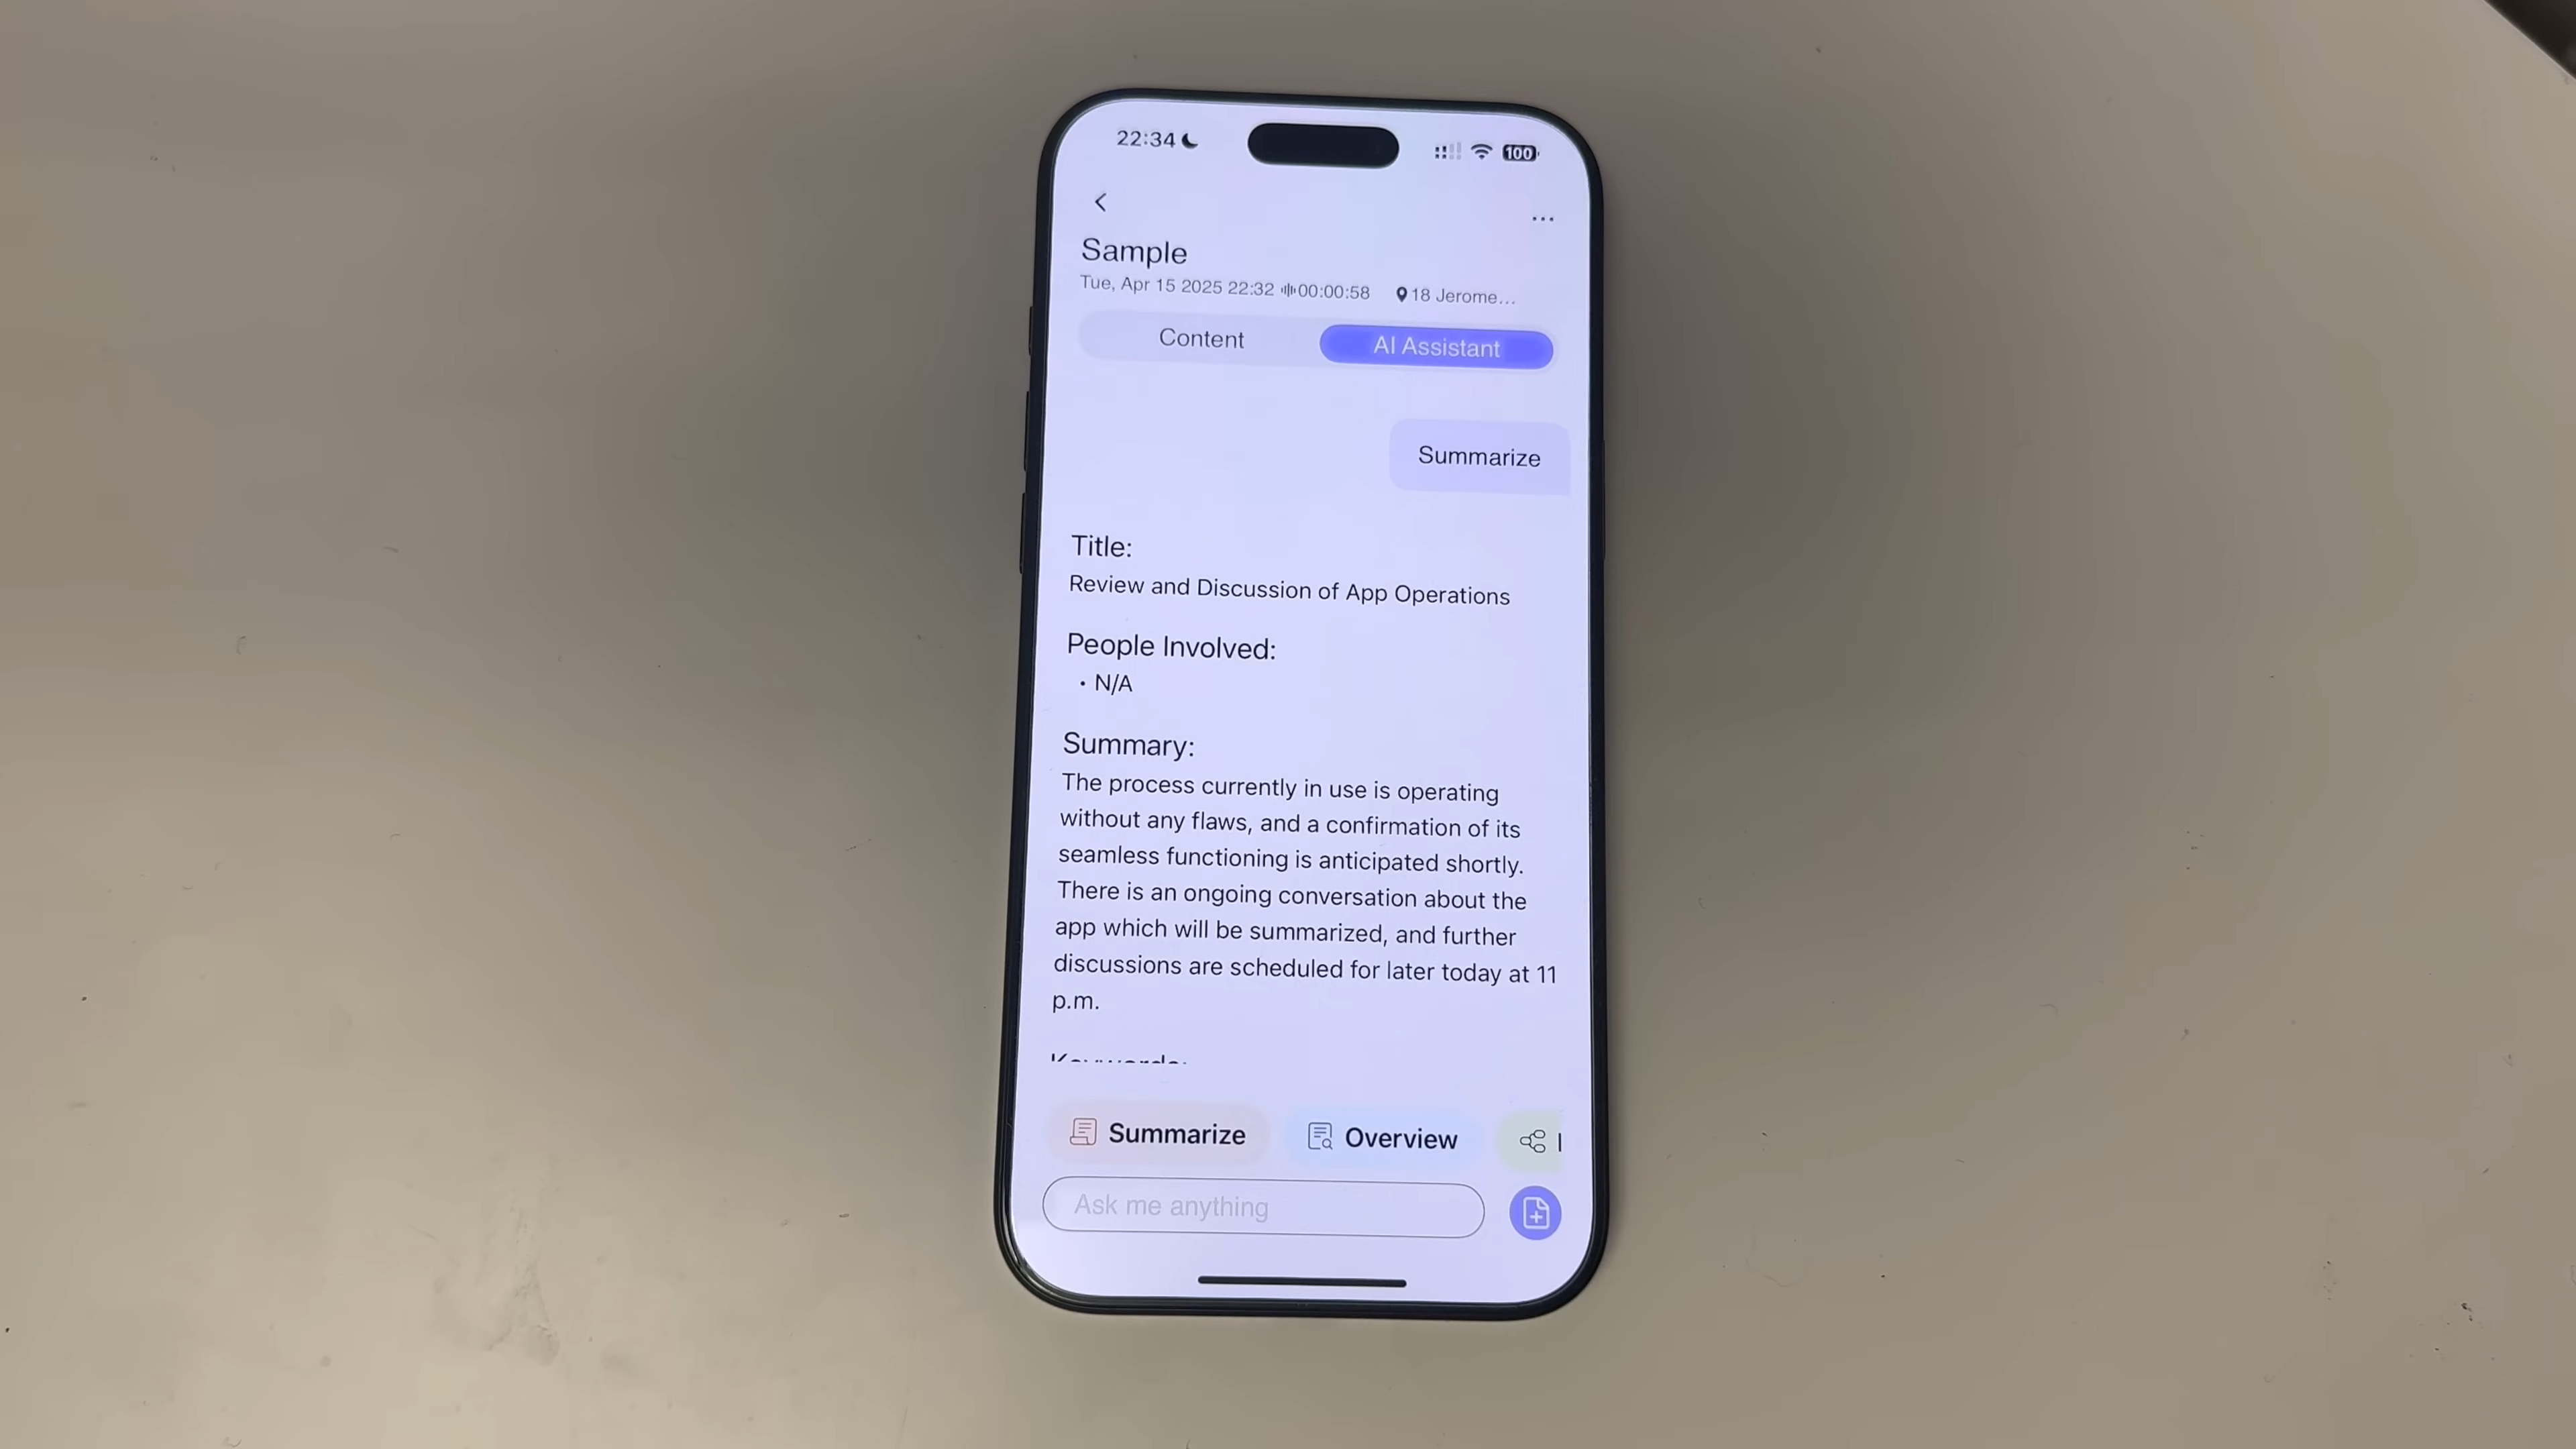 22:34
100
Sample
Tue, Apr 15 2025 22:32 00:00:58 18 Jerome...
Content AI Assistant
Summarize
Title:
Review and Discussion of App Operations
People Involved:
• N/A
Summary:
The process currently in use is operating
without any flaws, and a confirmation of its
seamless functioning is anticipated shortly.
There is an ongoing conversation about the
app which will be summarized, and further
discussions are scheduled for later today at 11
p.m.
Keywords:
Summarize Overview
Ask me anything